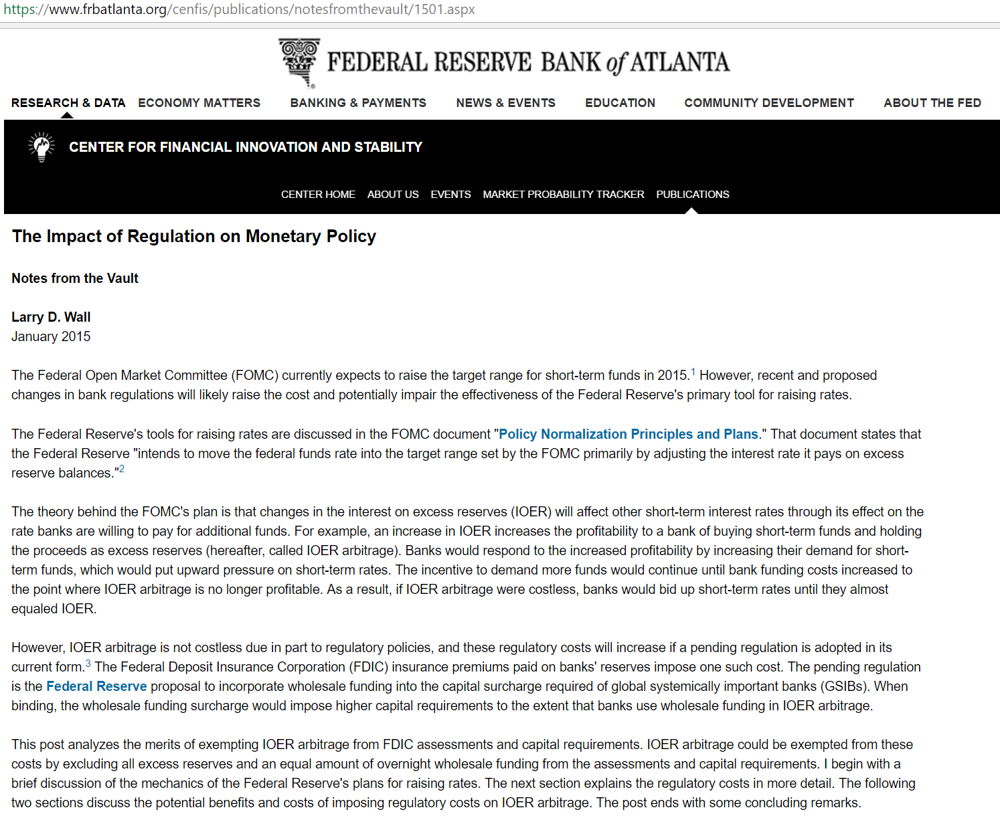 https://www.frbatlanta.org/cenfis/publications/notesfromthevault/1501.aspx
FEDERAL RESERVE BANK of ATLANTA
RESEARCH & DATA ECONOMY MATTERS BANKING & PAYMENTS NEWS & EVENTS EDUCATION COMMUNITY DEVELOPMENT ABOUT THE FED
CENTER FOR FINANCIAL INNOVATION AND STABILITY
CENTER HOME ABOUT US EVENTS MARKET PROBABILITY TRACKER PUBLICATIONS
The Impact of Regulation on Monetary Policy
Notes from the Vault
Larry D. Wall
January 2015
The Federal Open Market Committee (FOMC) currently expects to raise the target range for short-term funds in 2015.1 However, recent and proposed
changes in bank regulations will likely raise the cost and potentially impair the effectiveness of the Federal Reserve's primary tool for raising rates.
The Federal Reserve's tools for raising rates are discussed in the FOMC document "Policy Normalization Principles and Plans." That document states that
the Federal Reserve "intends to move the federal funds rate into the target range set by the FOMC primarily by adjusting the interest rate it pays on excess
reserve balances."2
The theory behind the FOMC's plan is that changes in the interest on excess reserves (IOER) will affect other short-term interest rates through its effect on the
rate banks are willing to pay for additional funds. For example, an increase in IOER increases the profitability to a bank of buying short-term funds and holding
the proceeds as excess reserves (hereafter, called IOER arbitrage). Banks would respond to the increased profitability by increasing their demand for short-
term funds, which would put upward pressure on short-term rates. The incentive to demand more funds would continue until bank funding costs increased to
the point where IOER arbitrage is no longer profitable. As a result, if IOER arbitrage were costless, banks would bid up short-term rates until they almost
equaled IOER.
However, IOER arbitrage is not costless due in part to regulatory policies, and these regulatory costs will increase if a pending regulation is adopted in its
current form.3 The Federal Deposit Insurance Corporation (FDIC) insurance premiums paid on banks' reserves impose one such cost. The pending regulation
is the Federal Reserve proposal to incorporate wholesale funding into the capital surcharge required of global systemically important banks (GSIBs). When
binding, the wholesale funding surcharge would impose higher capital requirements to the extent that banks use wholesale funding in IOER arbitrage.
This post analyzes the merits of exempting IOER arbitrage from FDIC assessments and capital requirements. IOER arbitrage could be exempted from these
costs by excluding all excess reserves and an equal amount of overnight wholesale funding from the assessments and capital requirements. I begin with a
brief discussion of the mechanics of the Federal Reserve's plans for raising rates. The next section explains the regulatory costs in more detail. The following
two sections discuss the potential benefits and costs of imposing regulatory costs on IOER arbitrage. The post ends with some concluding remarks.